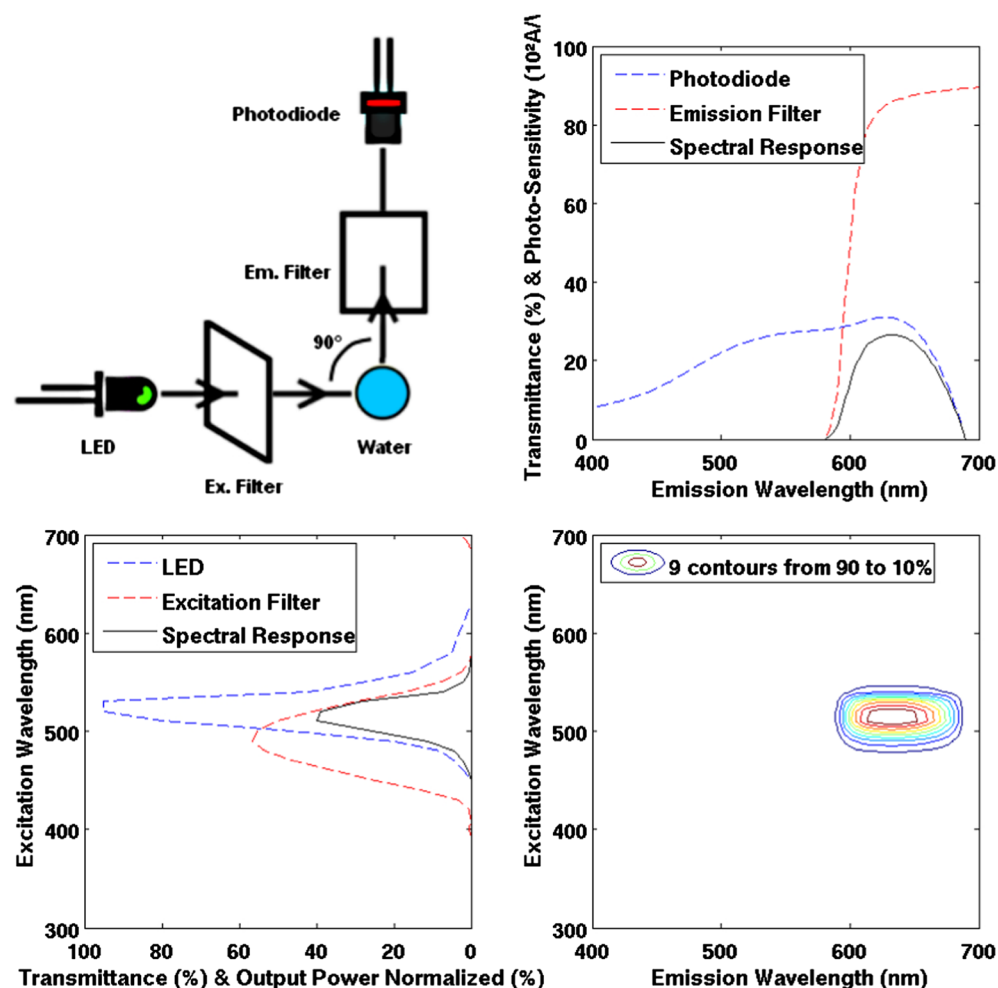 Photodiode
Em. Filter
90°
LED
Water
Ex. Filter
Transmittance (%) & Photo-Sensitivity (10²A/
100
80
60
40
20
0
Photodiode
Emission Filter
Spectral Response
400
500
600
700
Emission Wavelength (nm)
Excitation Wavelength (nm)
700
600
500
400
300
LED
Excitation Filter
Spectral Response
100
80
60
40
20
0
Transmittance (%) & Output Power Normalized (%)
Excitation Wavelength (nm)
700
600
500
400
300
9 contours from 90 to 10%
400
500
600
700
Emission Wavelength (nm)